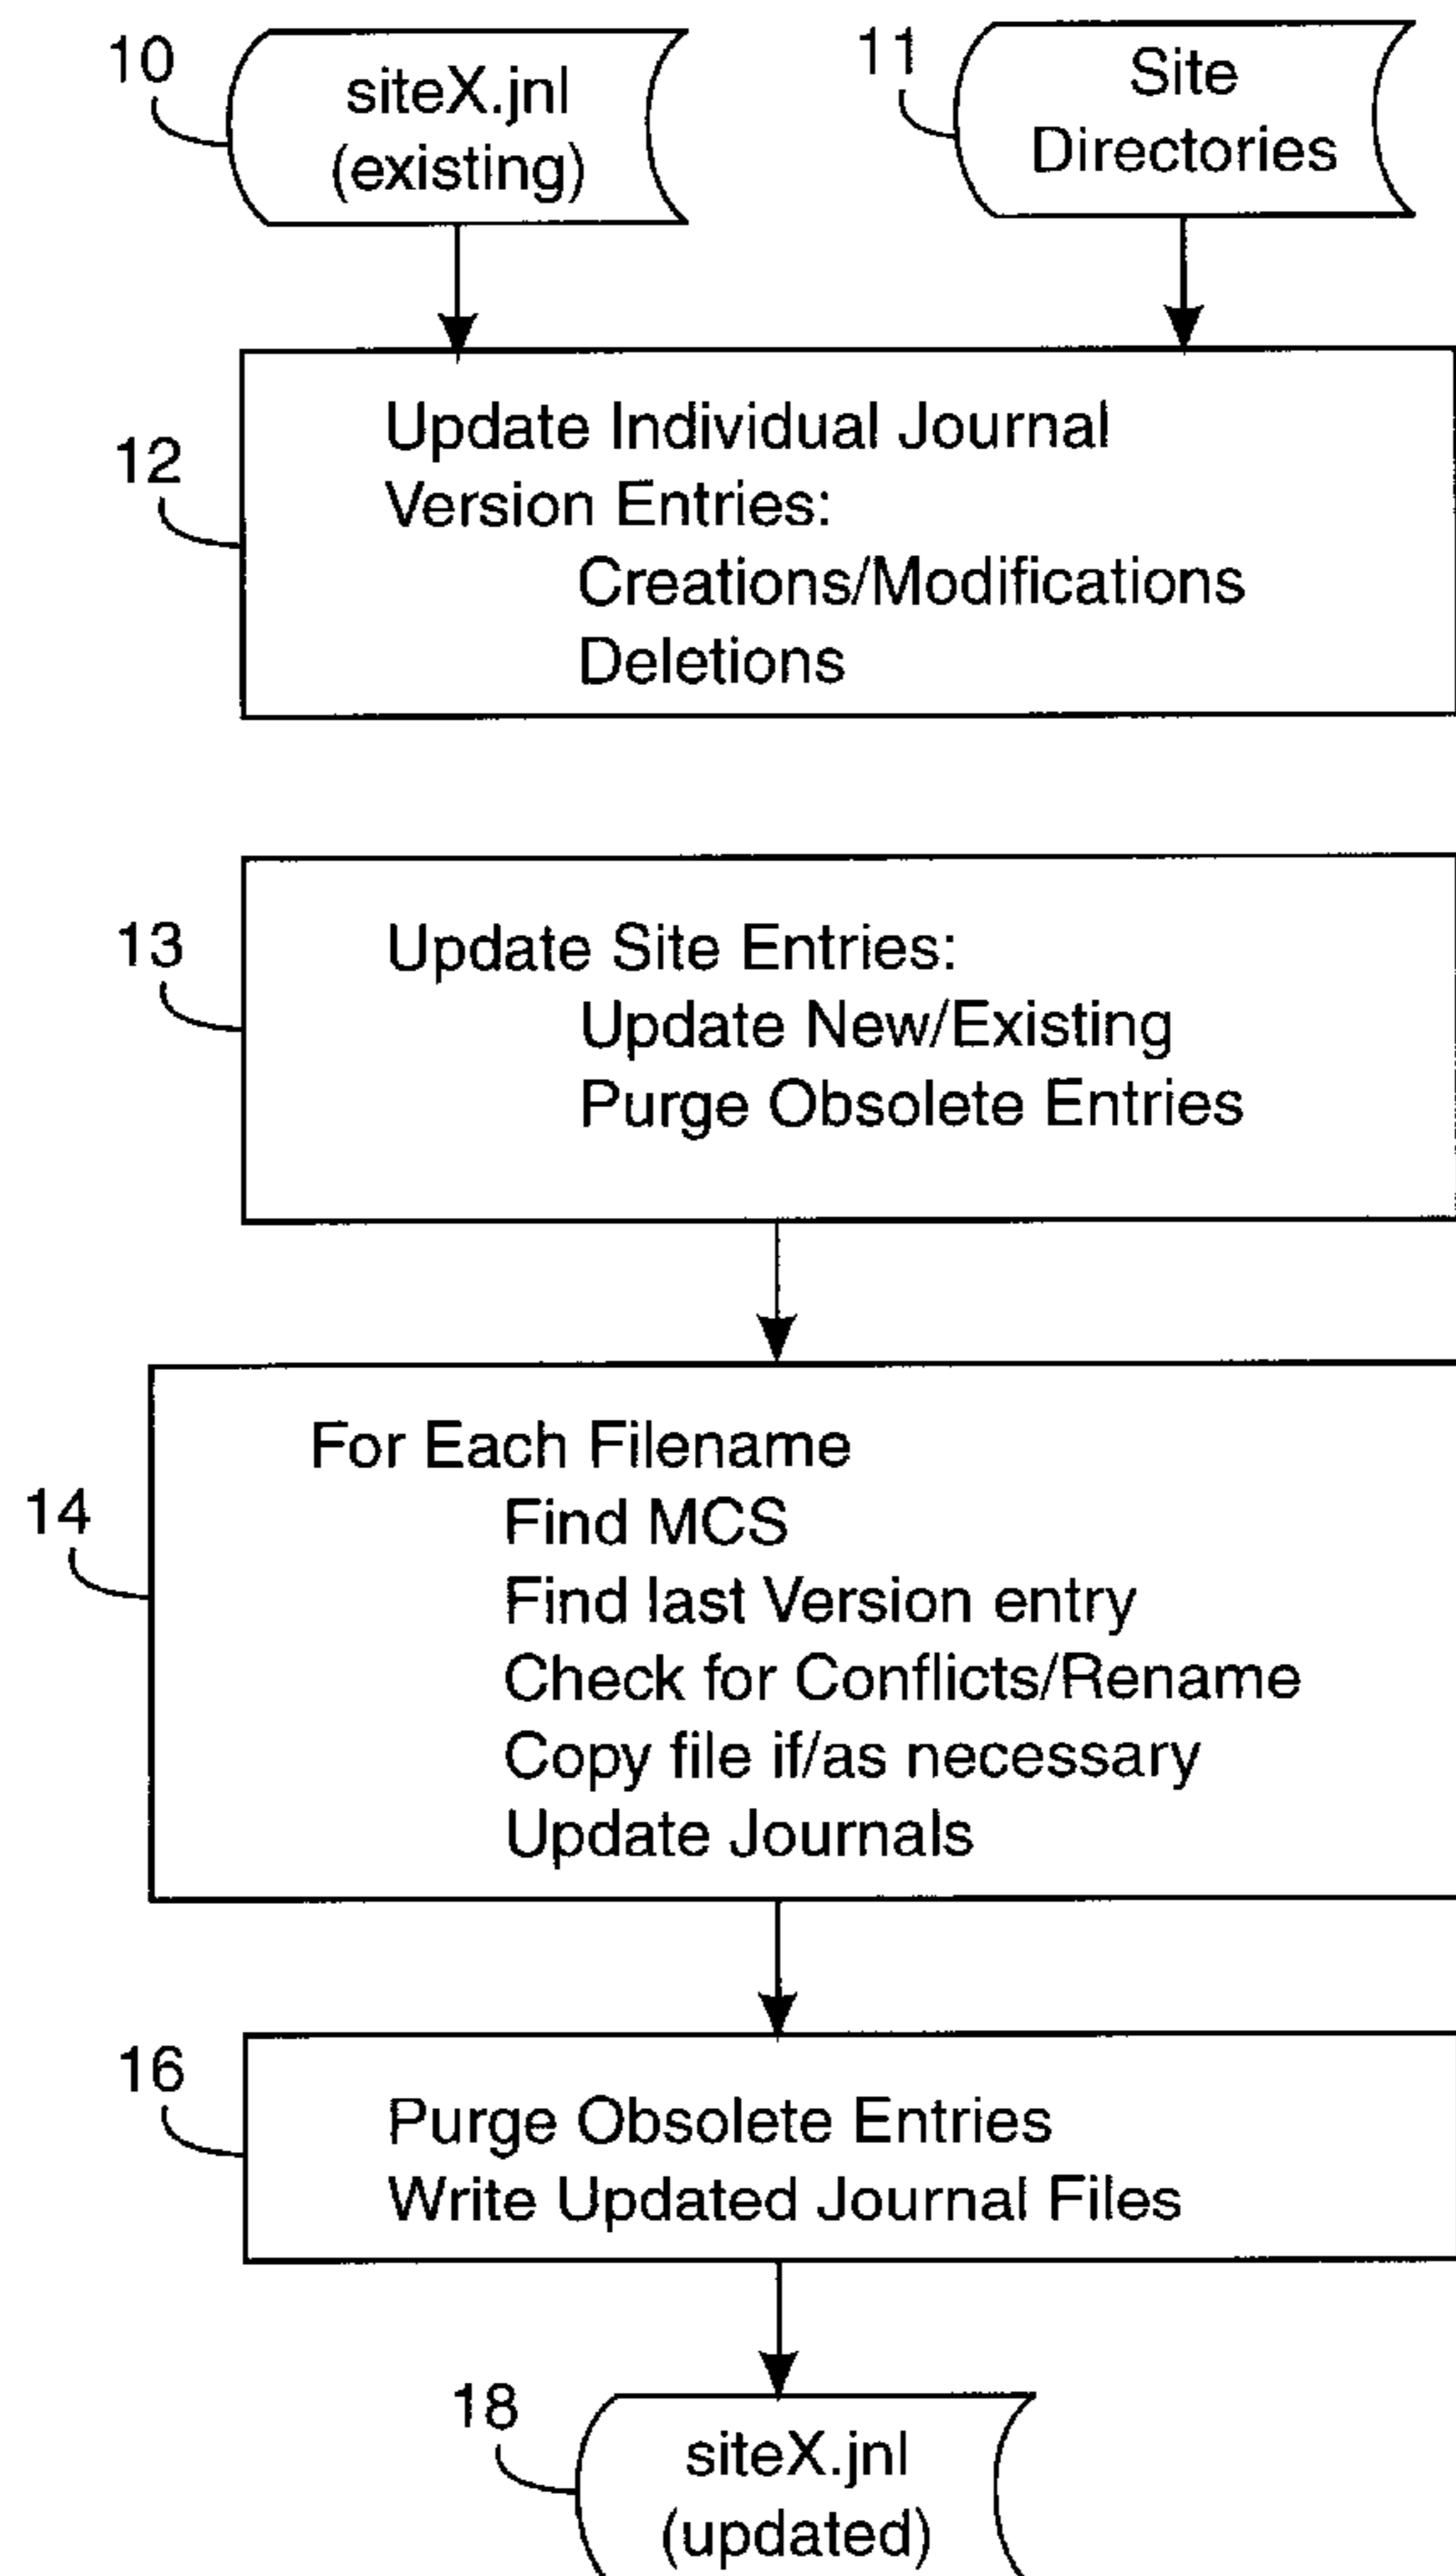 10
siteX.jnl
(existing)
11
Site
Directories
12
Update Individual Journal
Version Entries:
Creations/Modifications
Deletions
13
Update Site Entries:
Update New/Existing
Purge Obsolete Entries
14
For Each Filename
Find MCS
Find last Version entry
Check for Conflicts/Rename
Copy file if/as necessary
Update Journals
16
Purge Obsolete Entries
Write Updated Journal Files
18
siteX.jnl
(updated)